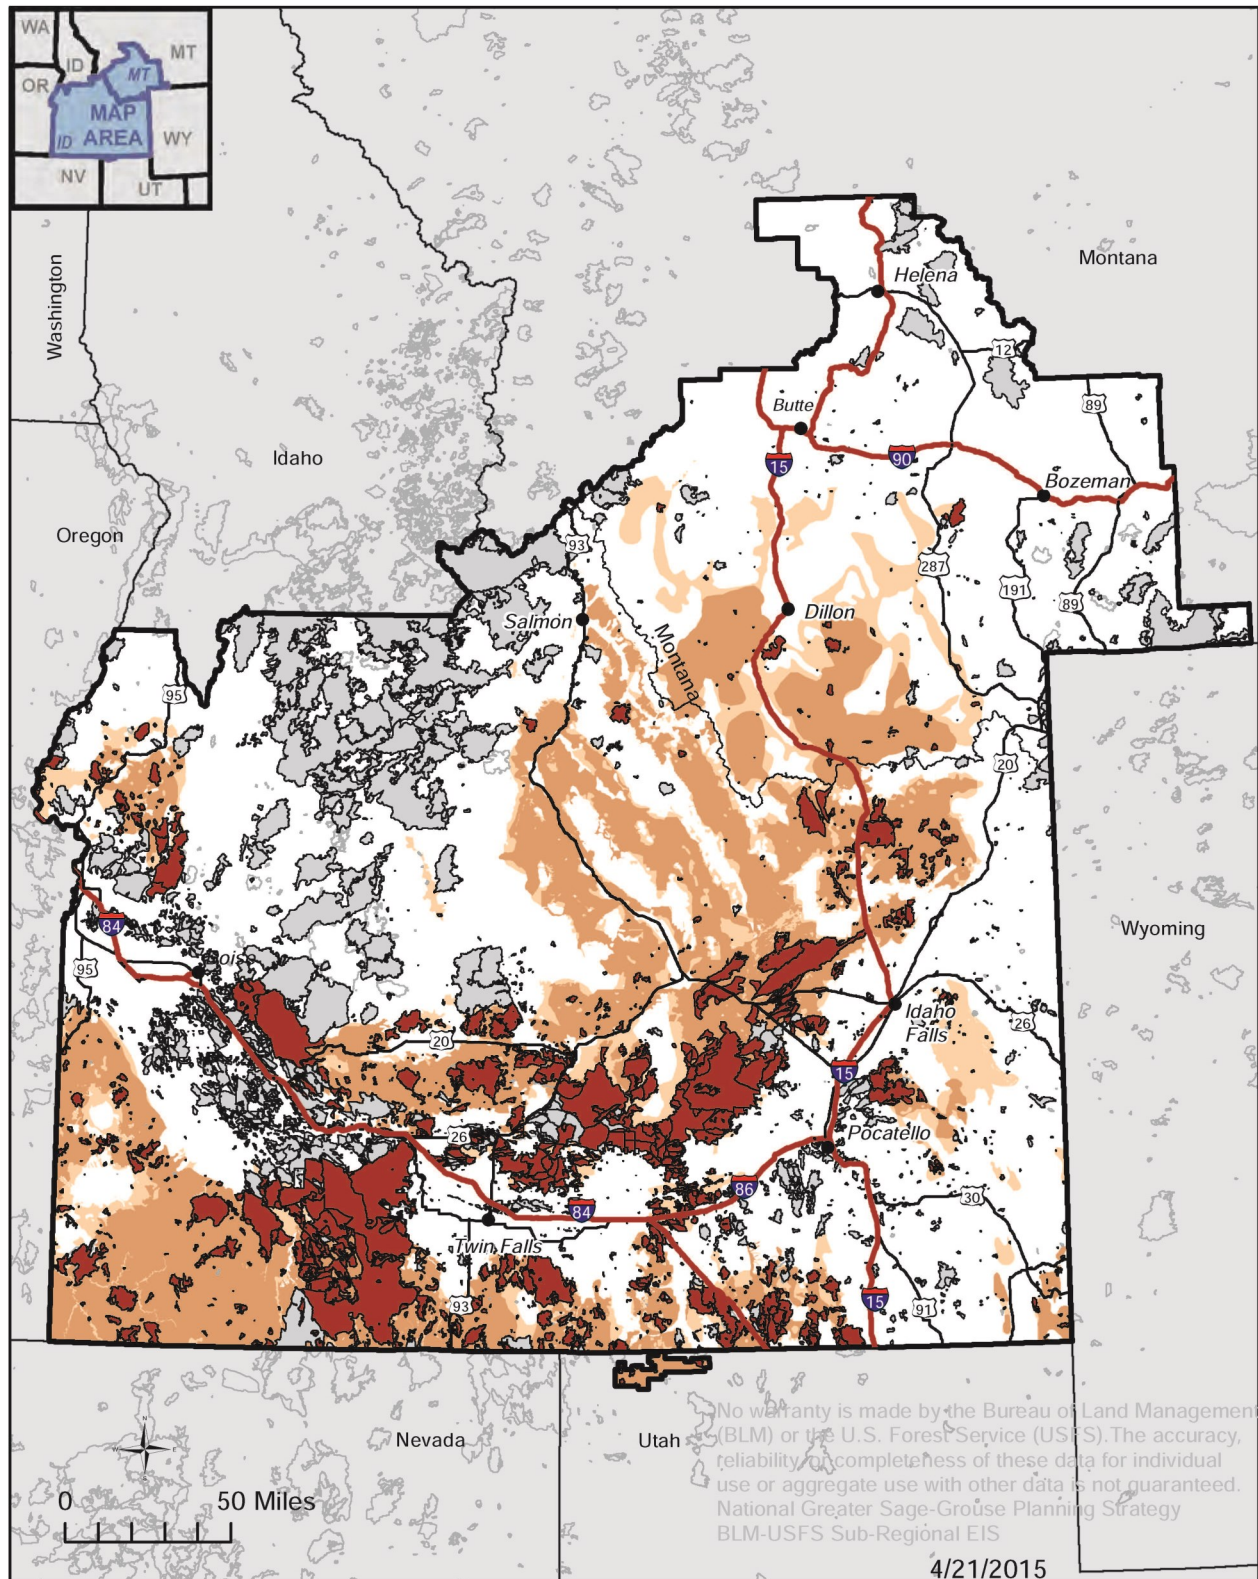 WA
ID
MT
OR
MT
MAP
AREA
ID
WY
NV
UT
Washington
Montana
Helena
12
Butte
89
Idaho
15
90
Bozeman
Oregon
93
287
191
89
Salmon
Dillon
Montana
95
20
84
Wyoming
95
Boise
Idaho
Falls
26
20
15
26
Pocatello
86
30
84
Twin Falls
93
15
91
N
W
E
S
Nevada
Utah
No warranty is made by the Bureau of Land Management
(BLM) or the U.S. Forest Service (USFS). The accuracy,
reliability, or completeness of these data for individual
use or aggregate use with other data is not guaranteed.
National Greater Sage-Grouse Planning Strategy
BLM-USFS Sub-Regional EIS
0
50 Miles
4/21/2015